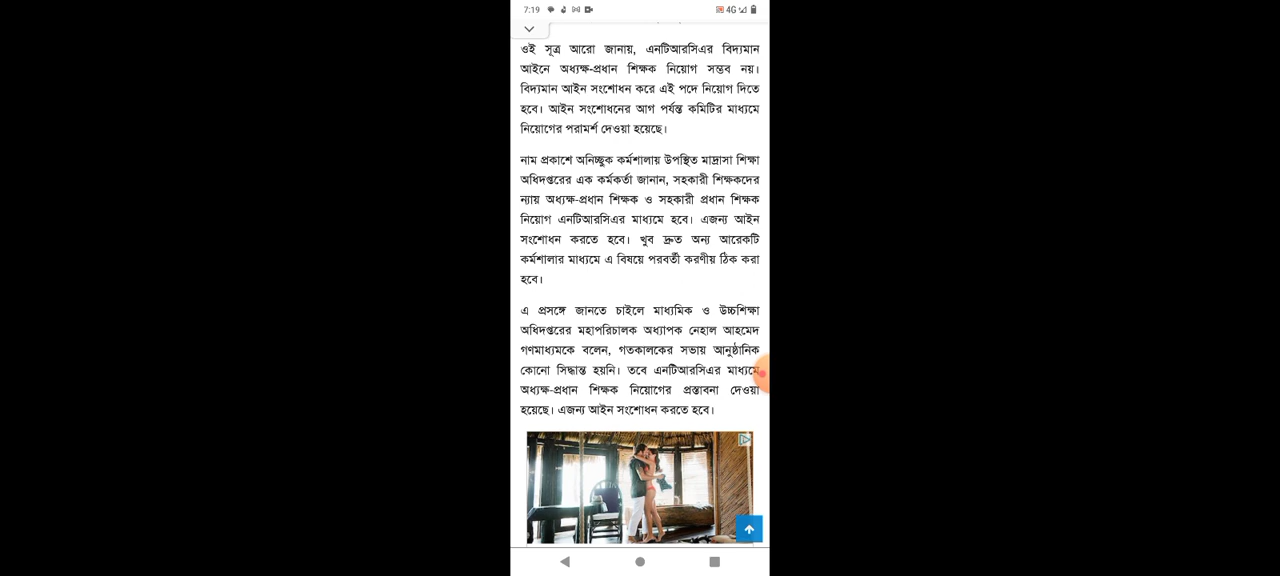 7:19
4G
ওই সূত্র আরো জানায়, এনটিআরসিএর বিদ্যমান
আইনে অধ্যক্ষ-প্রধান শিক্ষক নিয়োগ সম্ভব নয়।
বিদ্যমান আইন সংশোধন করে এই পদে নিয়োগ দিতে
হবে। আইন সংশোধনের আগ পর্যন্ত কমিটির মাধ্যমে
নিয়োগের পরামর্শ দেওয়া হয়েছে।
নাম প্রকাশে অনিচ্ছুক কর্মশালায় উপস্থিত মাদ্রাসা শিক্ষা
অধিদপ্তরের এক কর্মকর্তা জানান, সহকারী শিক্ষকদের
ন্যায় অধ্যক্ষ-প্রধান শিক্ষক ও সহকারী প্রধান শিক্ষক
নিয়োগ এনটিআরসিএর মাধ্যমে হবে। এজন্য আইন
সংশোধন করতে হবে। খুব দ্রুত অন্য আরেকটি
কর্মশালার মাধ্যমে এ বিষয়ে পরবর্তী করণীয় ঠিক করা
হবে।
এ প্রসঙ্গে জানতে চাইলে মাধ্যমিক ও উচ্চশিক্ষা
অধিদপ্তরের মহাপরিচালক অধ্যাপক নেহাল আহমেদ
গণমাধ্যমকে বলেন, গতকালকের সভায় আনুষ্ঠানিক
কোনো সিদ্ধান্ত হয়নি। তবে এনটিআরসিএর মাধ্যমে
অধ্যক্ষ-প্রধান শিক্ষক নিয়োগের প্রস্তাবনা দেওয়া
হয়েছে। এজন্য আইন সংশোধন করতে হবে।